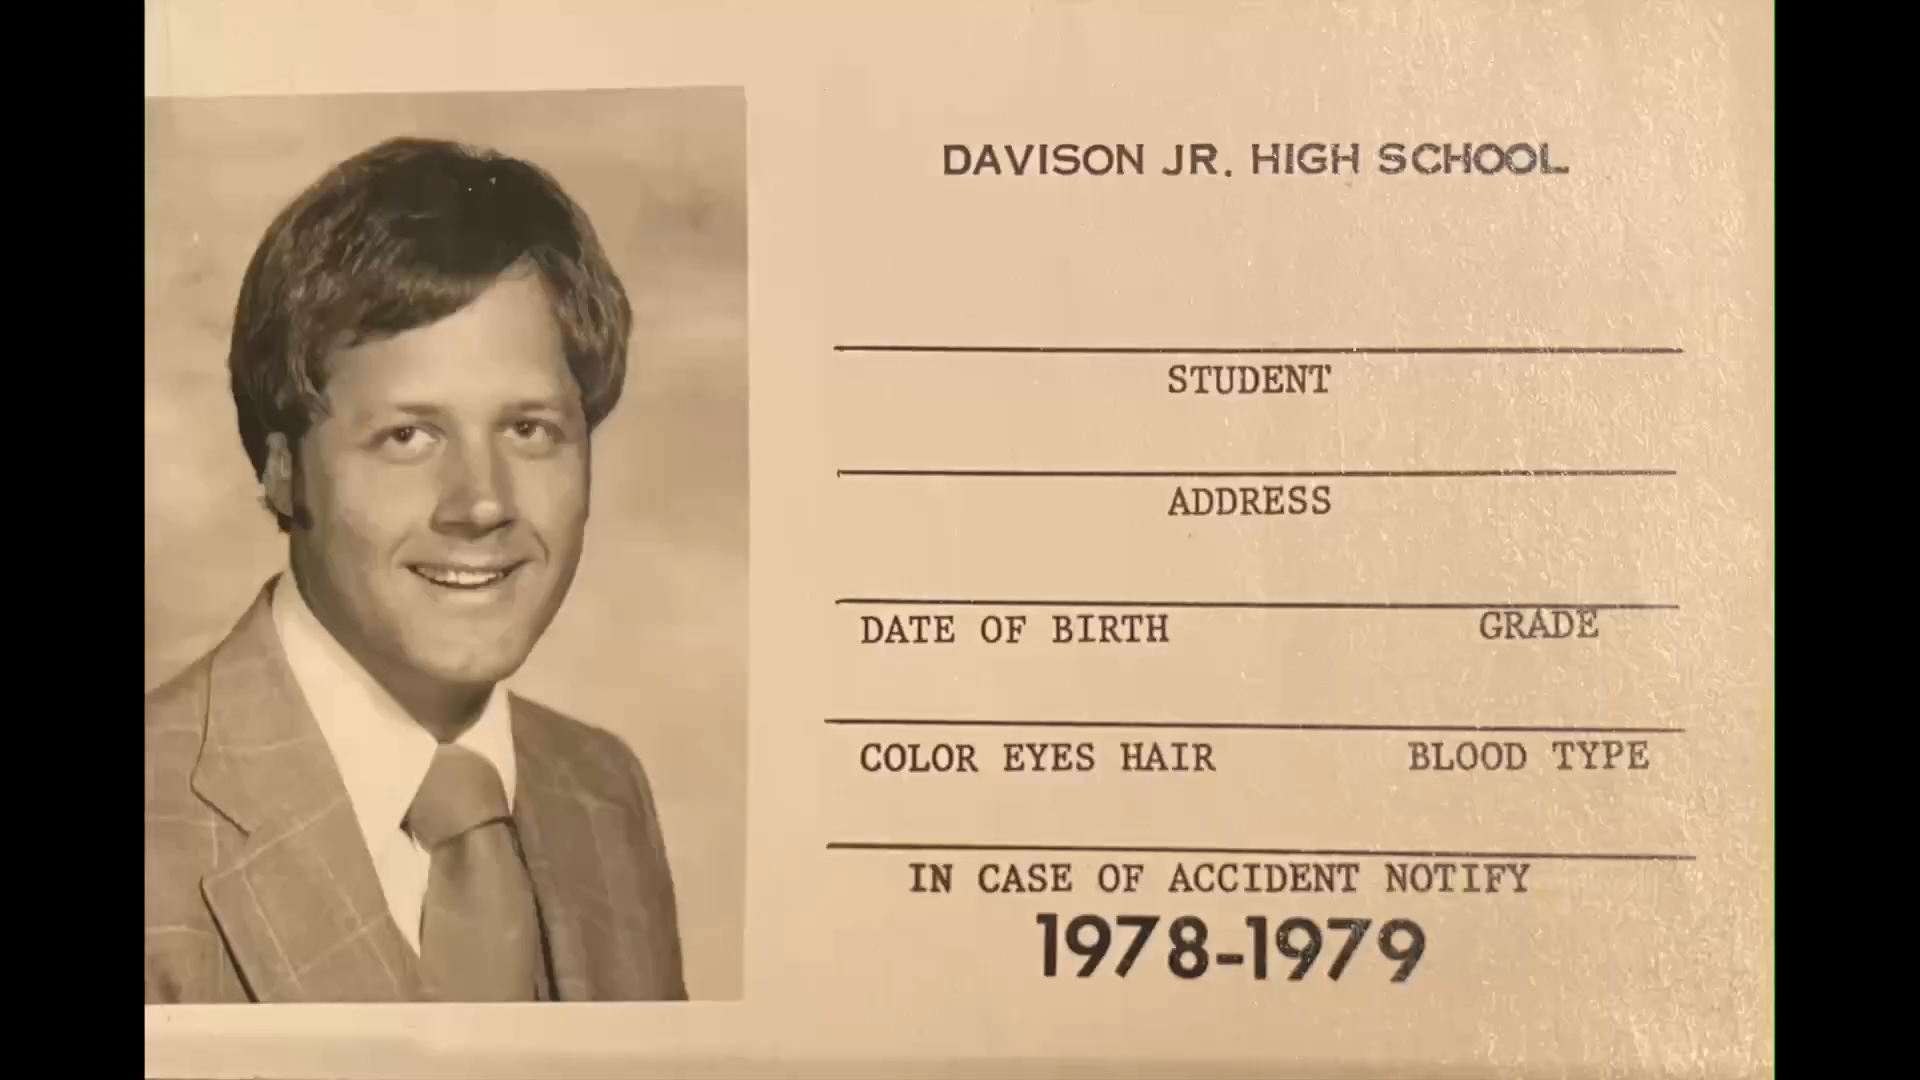 DAVISON JR. HIGH SCHOOL
STUDENT
ADDRESS
DATE OF BIRTH GRADE
COLOR EYES HAIR BLOOD TYPE
IN CASE OF ACCIDENT NOTIFY
1978-1979